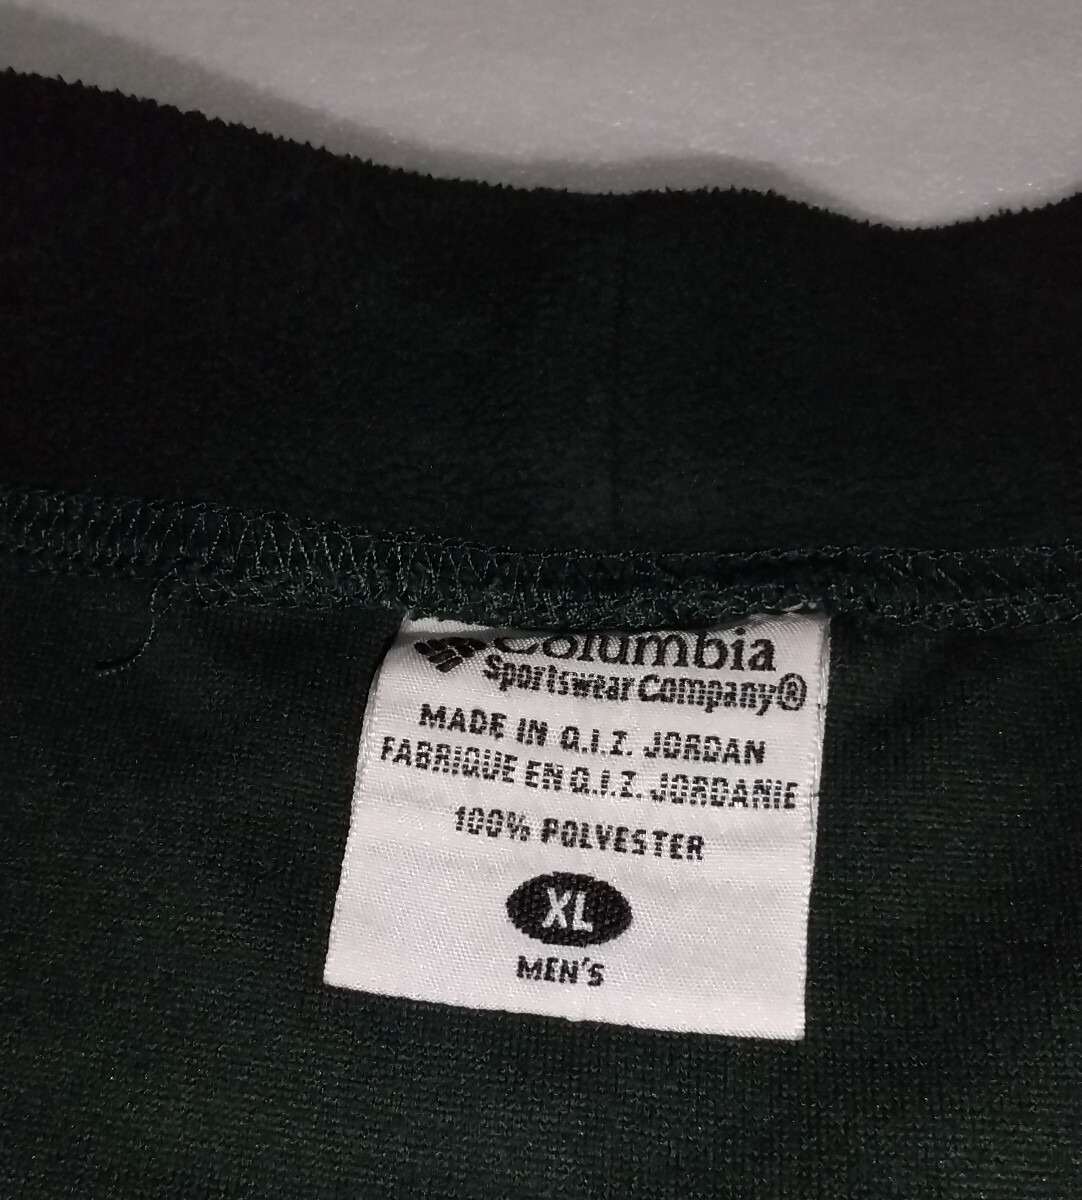 Columbia
Sportswear Company®
MADE IN Q.I.Z. JORDAN
FABRIQUE EN Q.I.Z. JORDANIE
100% POLYESTER
XL
MEN'S